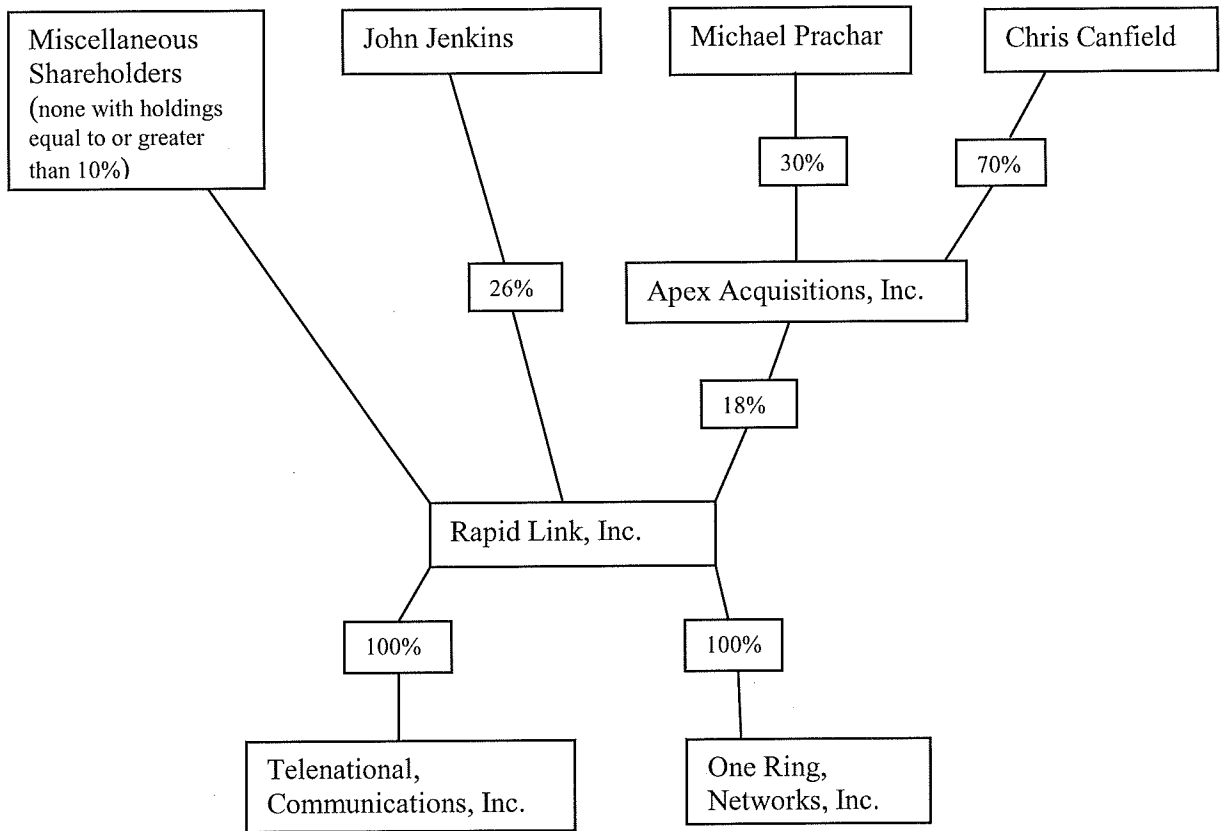 Miscellaneous
Shareholders
(none with holdings
equal to or greater
than 10%)
John Jenkins
Michael Prachar
Chris Canfield
30%
70%
26%
Apex Acquisitions, Inc.
18%
Rapid Link, Inc.
100%
100%
Telenational,
Communications, Inc.
One Ring,
Networks, Inc.